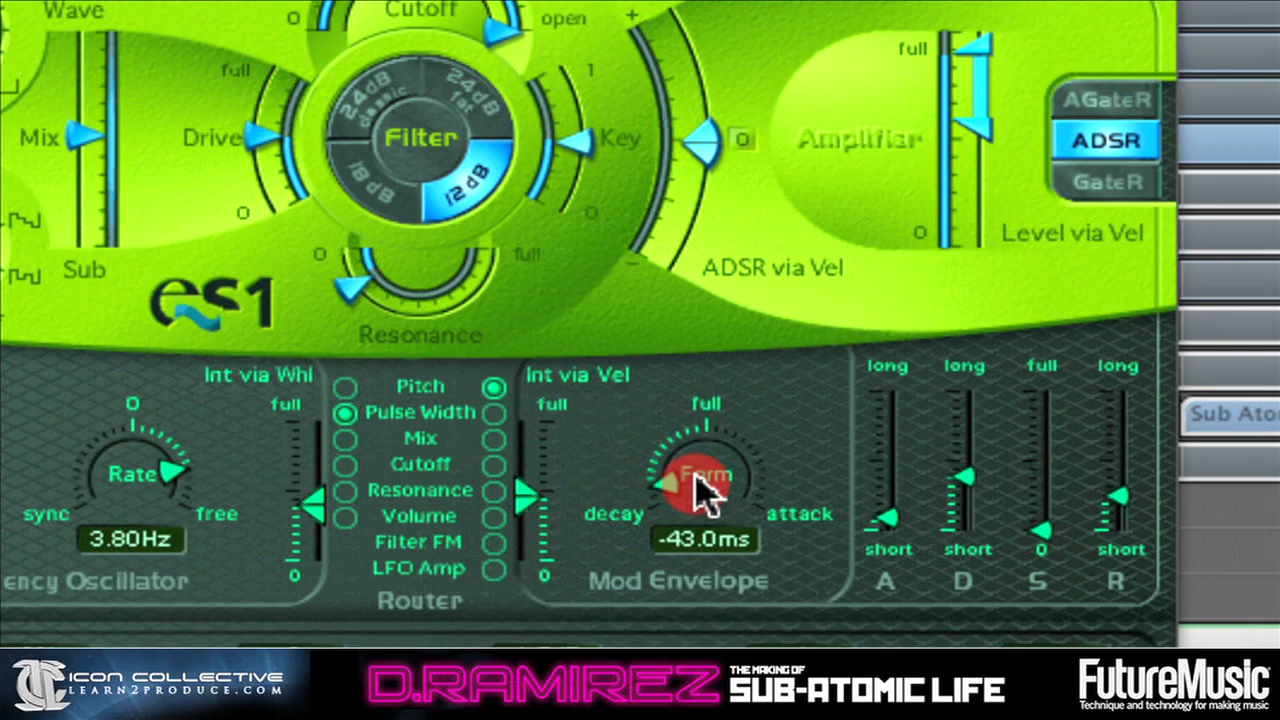 Wave
Cutoff
0
open
+
full
24dB classic
24dB fat
1
full
AGateR
Mix
Drive
Filter
Key
0
Amplifier
ADSR
18dB
12dB
GateR
0
0
0
Level via Vel
Sub
0
full
–
ADSR via Vel
es1
Resonance
Int via Whl
Pitch
Int via Vel
long
long
full
long
0
full
Pulse Width
full
full
Sub Ato
Mix
Rate
Cutoff
Form
Resonance
sync
free
Volume
decay
attack
3.80Hz
Filter FM
-43.0ms
short
short
0
short
0
LFO Amp
0
ency Oscillator
Router
Mod Envelope
A
D
S
R
ICON COLLECTIVE
LEARN2PRODUCE.COM
D.RAMIREZ
THE MAKING OF
SUB-ATOMIC LIFE
FutureMusic
Technique and technology for making music